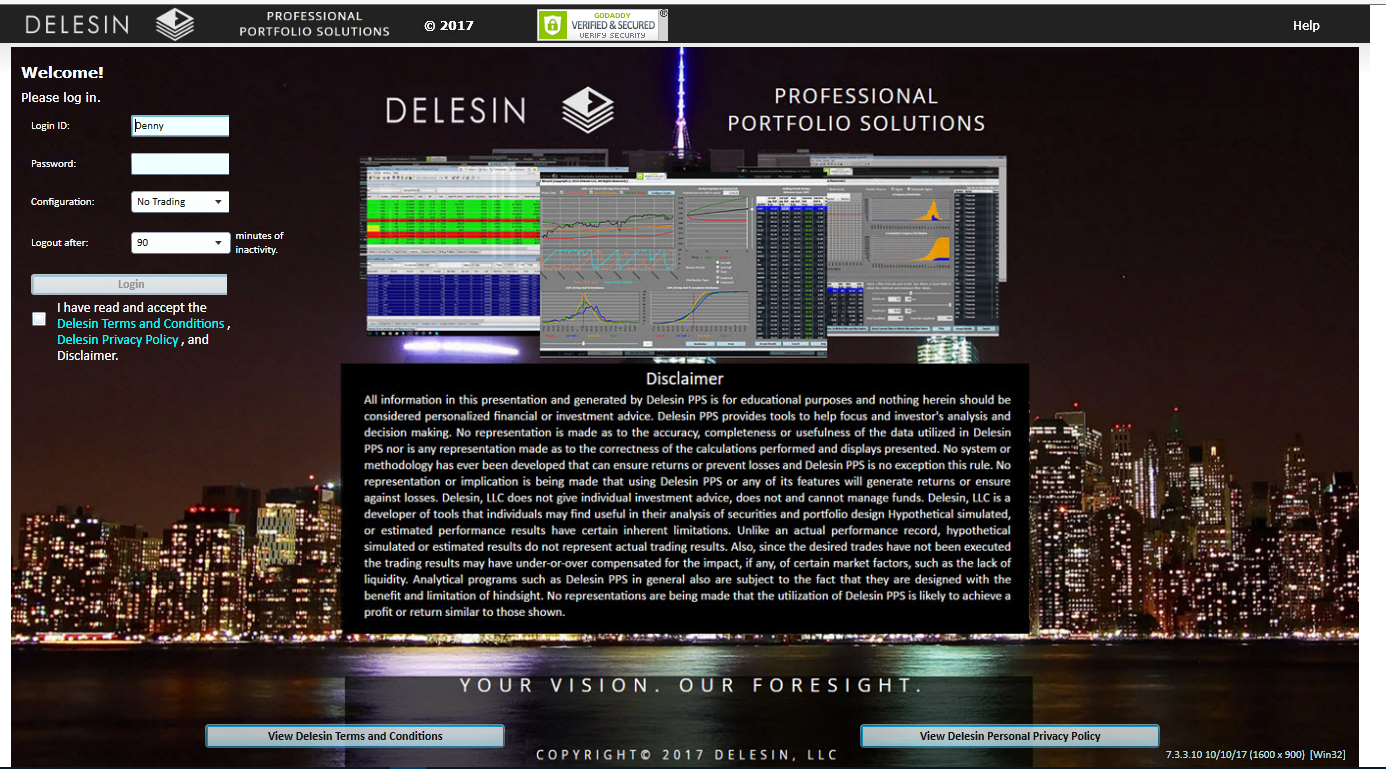 DELESIN
PROFESSIONAL
PORTFOLIO SOLUTIONS
© 2017
GODADDY
VERIFIED & SECURED
VERIFY SECURITY
Help
Welcome!
Please log in.
Login ID:
Denny
Password:
Configuration:
No Trading
Logout after:
90
minutes of
inactivity.
Login
I have read and accept the
Delesin Terms and Conditions ,
Delesin Privacy Policy , and
Disclaimer.
DELESIN
PROFESSIONAL
PORTFOLIO SOLUTIONS
Disclaimer
All information in this presentation and generated by Delesin PPS is for educational purposes and nothing herein should be
considered personalized financial or investment advice. Delesin PPS provides tools to help focus and investor's analysis and
decision making. No representation is made as to the accuracy, completeness or usefulness of the data utilized in Delesin
PPS nor is any representation made as to the correctness of the calculations performed and displays presented. No system or
methodology has ever been developed that can ensure returns or prevent losses and Delesin PPS is no exception this rule. No
representation or implication is being made that using Delesin PPS or any of its features will generate returns or ensure
against losses. Delesin, LLC does not give individual investment advice, does not and cannot manage funds. Delesin, LLC is a
developer of tools that individuals may find useful in their analysis of securities and portfolio design Hypothetical simulated,
or estimated performance results have certain inherent limitations. Unlike an actual performance record, hypothetical
simulated or estimated results do not represent actual trading results. Also, since the desired trades have not been executed
the trading results may have under-or-over compensated for the impact, if any, of certain market factors, such as the lack of
liquidity. Analytical programs such as Delesin PPS in general also are subject to the fact that they are designed with the
benefit and limitation of hindsight. No representations are being made that the utilization of Delesin PPS is likely to achieve a
profit or return similar to those shown.
YOUR VISION. OUR FORESIGHT.
View Delesin Terms and Conditions
View Delesin Personal Privacy Policy
COPYRIGHT© 2017 DELESIN, LLC
7.3.3.10 10/10/17 (1600 x 900) [Win32]